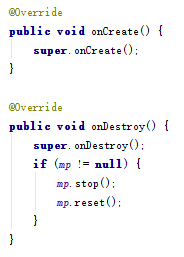 @Override
public void onCreate() {
    super.onCreate();
}

@Override
public void onDestroy() {
    super.onDestroy();
    if (mp != null) {
        mp.stop();
        mp.reset();
    }
}